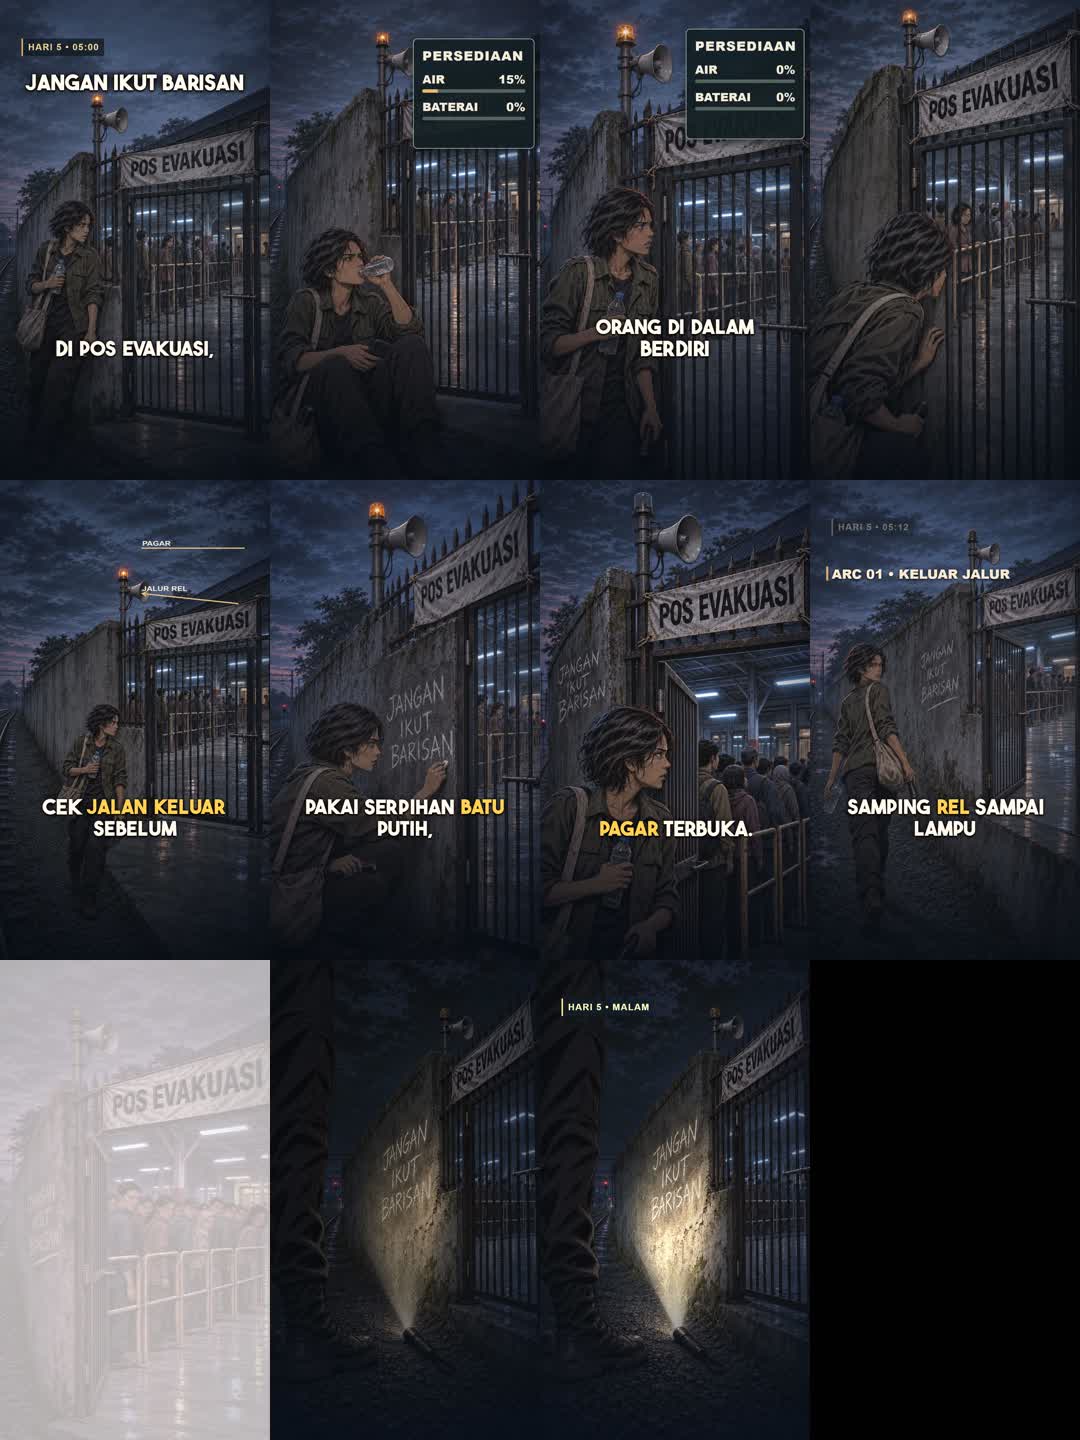 HARI 5 • 05:00
JANGAN IKUT BARISAN
POS EVAKUASI
DI POS EVAKUASI,
PERSEDIAAN
AIR 15%
BATERAI 0%
PERSEDIAAN
AIR 0%
BATERAI 0%
POS EVAKUASI
ORANG DI DALAM
BERDIRI
POS EVAKUASI
PAGAR
JALUR REL
POS EVAKUASI
CEK JALAN KELUAR
SEBELUM
POS EVAKUASI
JANGAN
IKUT
BARISAN
PAKAI SERPIHAN BATU
PUTIH,
POS EVAKUASI
JANGAN
IKUT
BARISAN
PAGAR TERBUKA.
HARI 5 • 05:12
ARC 01 • KELUAR JALUR
POS EVAKUASI
JANGAN
IKUT
BARISAN
SAMPING REL SAMPAI
LAMPU
POS EVAKUASI
POS EVAKUASI
JANGAN
IKUT
BARISAN
HARI 5 • MALAM
POS EVAKUASI
JANGAN
IKUT
BARISAN